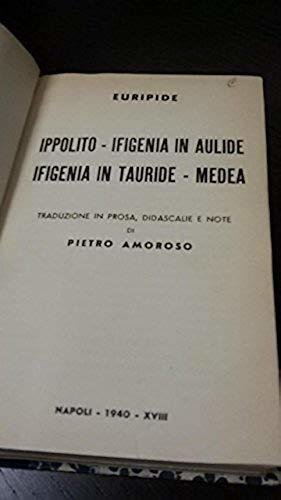 EURIPIDE
IPPOLITO - IFIGENIA IN AULIDE
IFIGENIA IN TAURIDE - MEDEA
TRADUZIONE IN PROSA, DIDASCALIE E NOTE
DI
PIETRO AMOROSO
NAPOLI - 1940 - XVIII